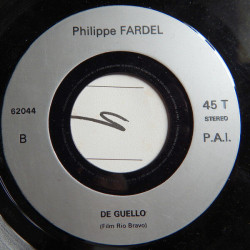 Philippe FARDEL
62044
45 T
STEREO
B
P.A.I.
DE GUELLO
(Film Rio Bravo)